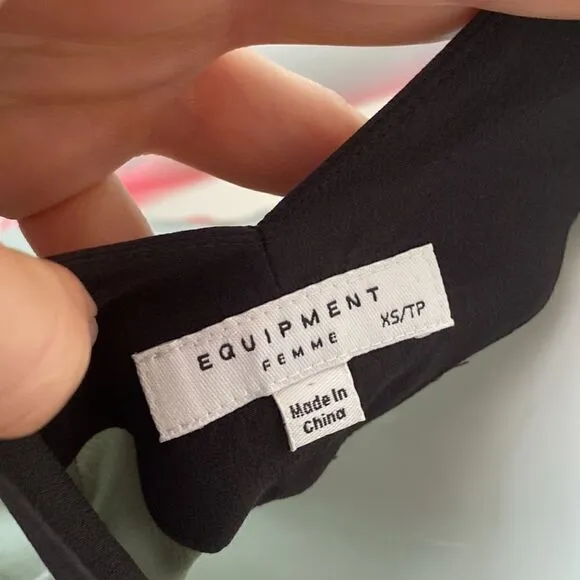 EQUIPMENT
FEMME
XS/TP
Made In
China